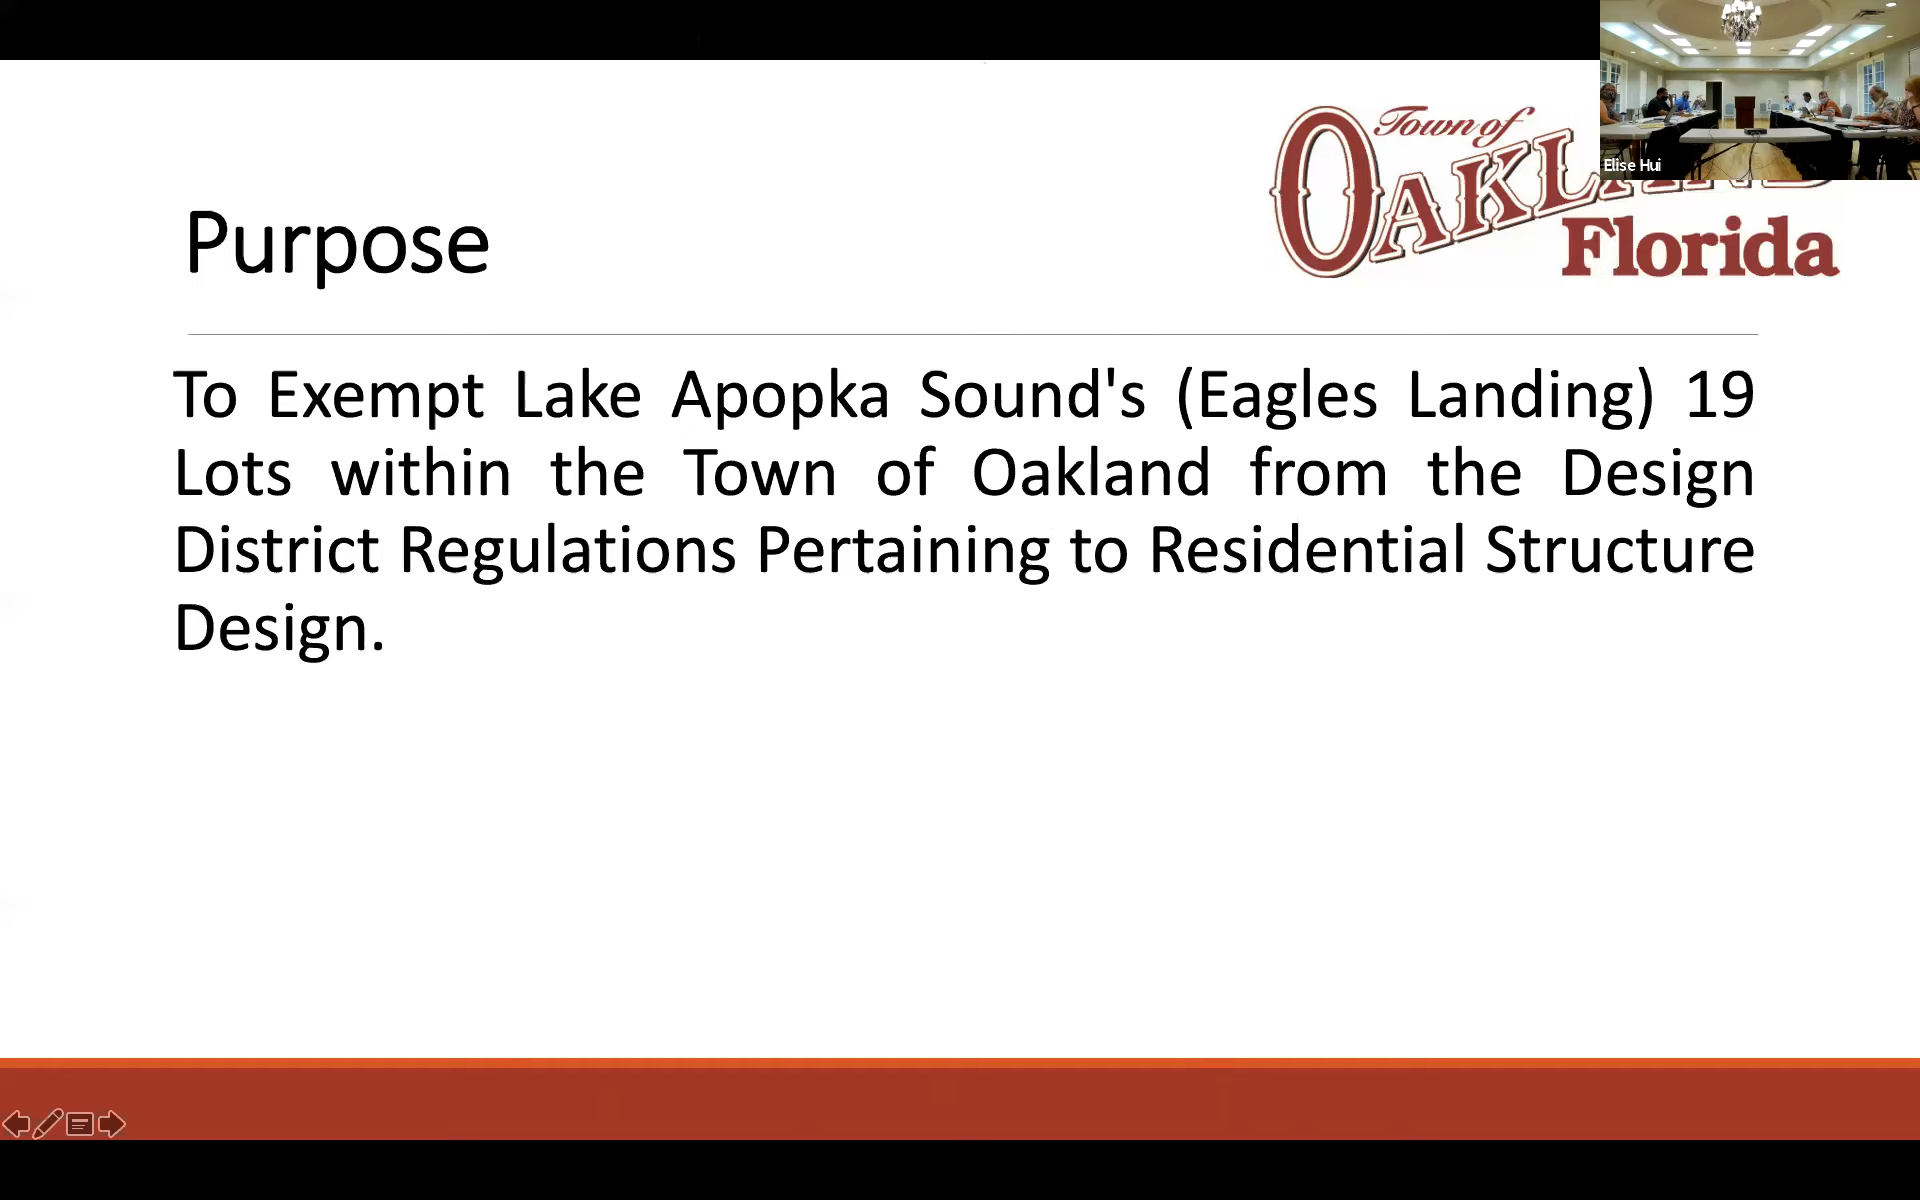 Town of
OAKLAND
Florida
Elise Hui
Purpose
To Exempt Lake Apopka Sound's (Eagles Landing) 19
Lots within the Town of Oakland from the Design
District Regulations Pertaining to Residential Structure
Design.